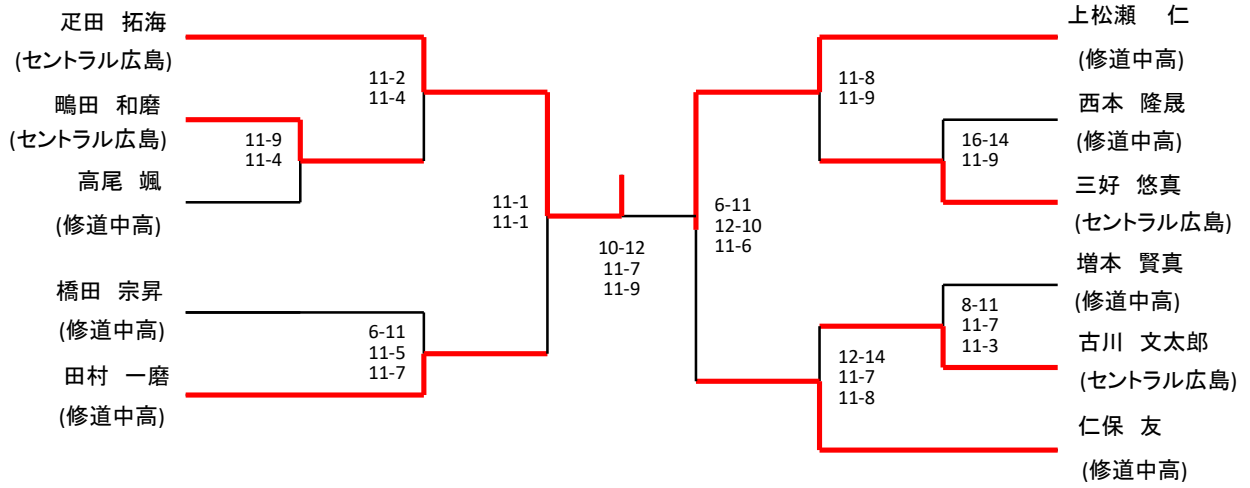 疋田 拓海
(セントラル広島)
鴫田 和磨
(セントラル広島)
高尾 颯
(修道中高)
橋田 宗昇
(修道中高)
田村 一磨
(修道中高)
11-2
11-4
11-9
11-4
11-1
11-1
6-11
11-5
11-7
10-12
11-7
11-9
6-11
12-10
11-6
11-8
11-9
16-14
11-9
8-11
11-7
11-3
12-14
11-7
11-8
上松瀬 仁
(修道中高)
西本 隆晟
(修道中高)
三好 悠真
(セントラル広島)
増本 賢真
(修道中高)
古川 文太郎
(セントラル広島)
仁保 友
(修道中高)